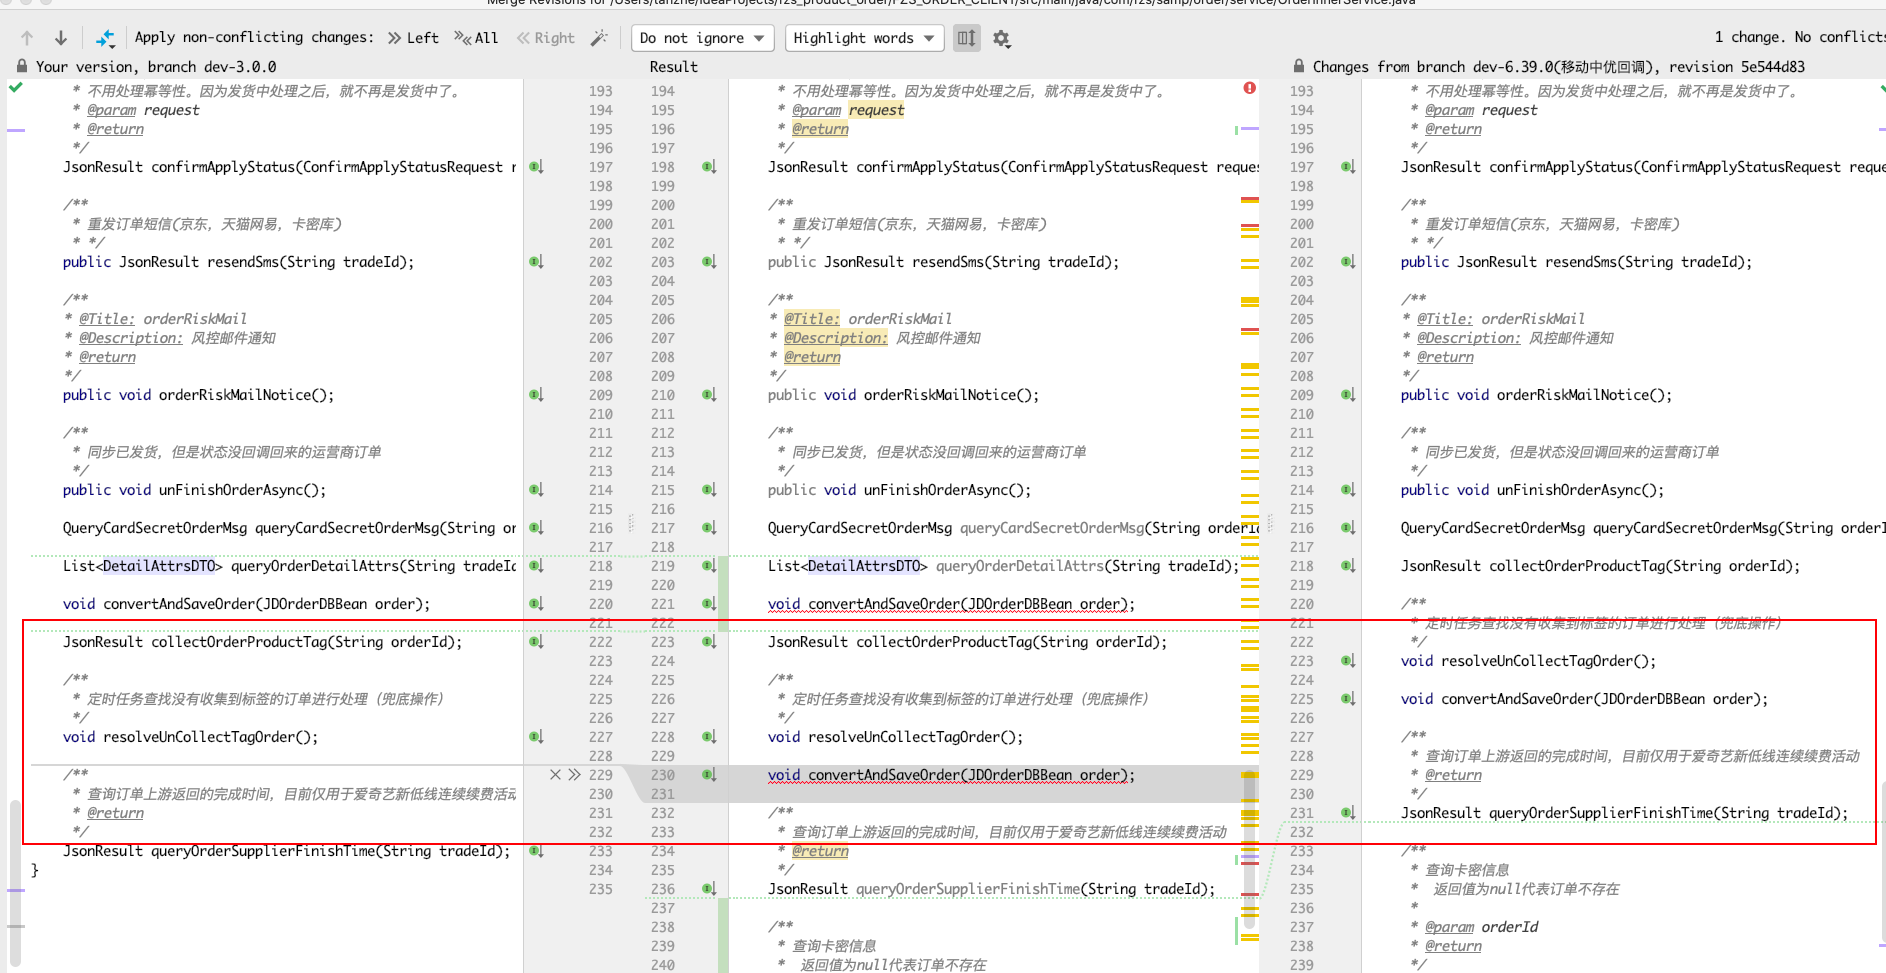 Merge Revisions for /Users/tanzhe/IdeaProjects/fzs_product_order/FZS_ORDER_CLIENT/src/main/java/com/fzs/samp/order/service/OrderInnerService.java
Apply non-conflicting changes: Left All Right Do not ignore Highlight words 1 change. No conflicts
Your version, branch dev-3.0.0
* 不用处理幂等性。因为发货中处理之后，就不再是发货中了。 193
* @param request 194
* @return 195
*/ 196
JsonResult confirmApplyStatus(ConfirmApplyStatusRequest r 197
198
/** 199
* 重发订单短信(京东，天猫网易，卡密库) 200
* */ 201
public JsonResult resendSms(String tradeId); 202
203
/** 204
* @Title: orderRiskMail 205
* @Description: 风控邮件通知 206
* @return 207
*/ 208
public void orderRiskMailNotice(); 209
210
/** 211
* 同步已发货，但是状态没回调回来的运营商订单 212
*/ 213
public void unFinishOrderAsync(); 214
215
QueryCardSecretOrderMsg queryCardSecretOrderMsg(String or 216
217
List<DetailAttrsDTO> queryOrderDetailAttrs(String tradeId 218
219
void convertAndSaveOrder(JDOrderDBBean order); 220
221
JsonResult collectOrderProductTag(String orderId); 222
223
/** 224
* 定时任务查找没有收集到标签的订单进行处理（兜底操作） 225
*/ 226
void resolveUnCollectTagOrder(); 227
228
/** 229
* 查询订单上游返回的完成时间，目前仅用于爱奇艺新低线连续续费活动 230
* @return 231
*/ 232
JsonResult queryOrderSupplierFinishTime(String tradeId); 233
} 234
235
Result
194 * 不用处理幂等性。因为发货中处理之后，就不再是发货中了。
195 * @param request
196 * @return
197 */
198 JsonResult confirmApplyStatus(ConfirmApplyStatusRequest reques
199
200 /**
201 * 重发订单短信(京东，天猫网易，卡密库)
202 * */
203 public JsonResult resendSms(String tradeId);
204
205 /**
206 * @Title: orderRiskMail
207 * @Description: 风控邮件通知
208 * @return
209 */
210 public void orderRiskMailNotice();
211
212 /**
213 * 同步已发货，但是状态没回调回来的运营商订单
214 */
215 public void unFinishOrderAsync();
216
217 QueryCardSecretOrderMsg queryCardSecretOrderMsg(String orderId
218
219 List<DetailAttrsDTO> queryOrderDetailAttrs(String tradeId);
220
221 void convertAndSaveOrder(JDOrderDBBean order);
222
223 JsonResult collectOrderProductTag(String orderId);
224
225 /**
226 * 定时任务查找没有收集到标签的订单进行处理（兜底操作）
227 */
228 void resolveUnCollectTagOrder();
229
230 void convertAndSaveOrder(JDOrderDBBean order);
231
232 /**
233 * 查询订单上游返回的完成时间，目前仅用于爱奇艺新低线连续续费活动
234 * @return
235 */
236 JsonResult queryOrderSupplierFinishTime(String tradeId);
237
238 /**
239 * 查询卡密信息
240 * 返回值为null代表订单不存在
Changes from branch dev-6.39.0(移动中优回调), revision 5e544d83
193 * 不用处理幂等性。因为发货中处理之后，就不再是发货中了。
194 * @param request
195 * @return
196 */
197 JsonResult confirmApplyStatus(ConfirmApplyStatusRequest reque
198
199 /**
200 * 重发订单短信(京东，天猫网易，卡密库)
201 * */
202 public JsonResult resendSms(String tradeId);
203
204 /**
205 * @Title: orderRiskMail
206 * @Description: 风控邮件通知
207 * @return
208 */
209 public void orderRiskMailNotice();
210
211 /**
212 * 同步已发货，但是状态没回调回来的运营商订单
213 */
214 public void unFinishOrderAsync();
215
216 QueryCardSecretOrderMsg queryCardSecretOrderMsg(String orderI
217
218 JsonResult collectOrderProductTag(String orderId);
219
220 /**
221 * 定时任务查找没有收集到标签的订单进行处理（兜底操作）
222 */
223 void resolveUnCollectTagOrder();
224
225 void convertAndSaveOrder(JDOrderDBBean order);
226
227 /**
228 * 查询订单上游返回的完成时间，目前仅用于爱奇艺新低线连续续费活动
229 * @return
230 */
231 JsonResult queryOrderSupplierFinishTime(String tradeId);
232
233 /**
234 * 查询卡密信息
235 * 返回值为null代表订单不存在
236 *
237 * @param orderId
238 * @return
239 */